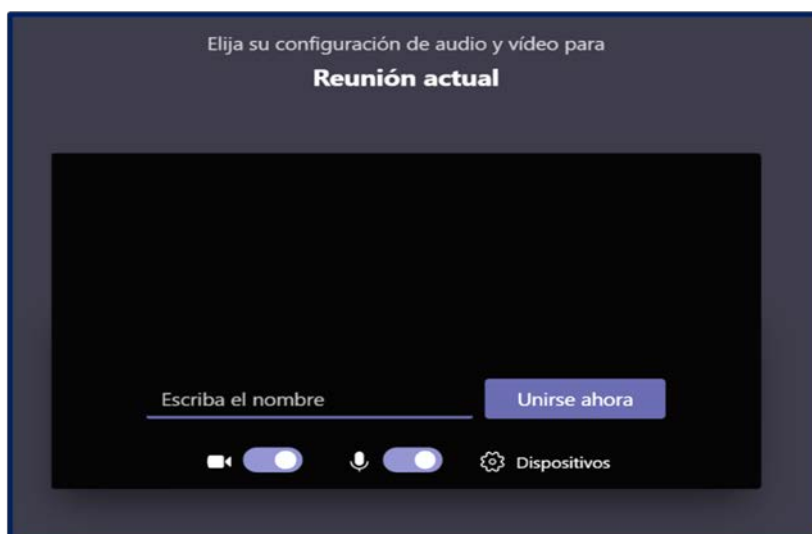 Elija su configuración de audio y vídeo para
Reunión actual
Escriba el nombre
Unirse ahora
Dispositivos